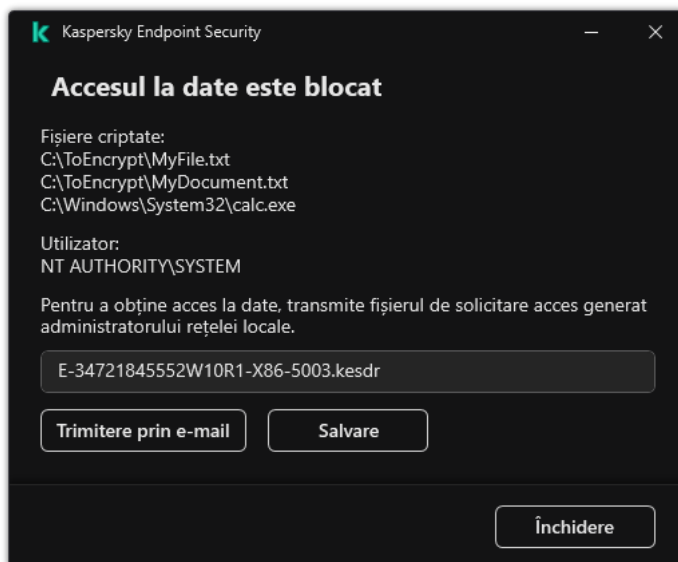 Kaspersky Endpoint Security
Accesul la date este blocat
Fișiere criptate:
C:\ToEncrypt\MyFile.txt
C:\ToEncrypt\MyDocument.txt
C:\Windows\System32\calc.exe
Utilizator:
NT AUTHORITY\SYSTEM
Pentru a obține acces la date, transmite fișierul de solicitare acces generat
administratorului rețelei locale.
E-34721845552W10R1-X86-5003.kesdr
Trimitere prin e-mail
Salvare
Închidere